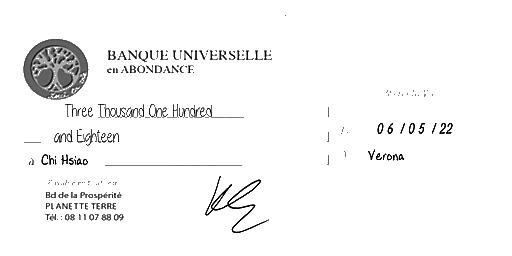 BANQUE UNIVERSELLE
en ABONDANCE
Three Thousand One Hundred
and Eighteen
06/05/22
à Chi Hsiao
Verona
Bd de la Prospérité
PLANETTE TERRE
Tél. : 08 11 07 88 09